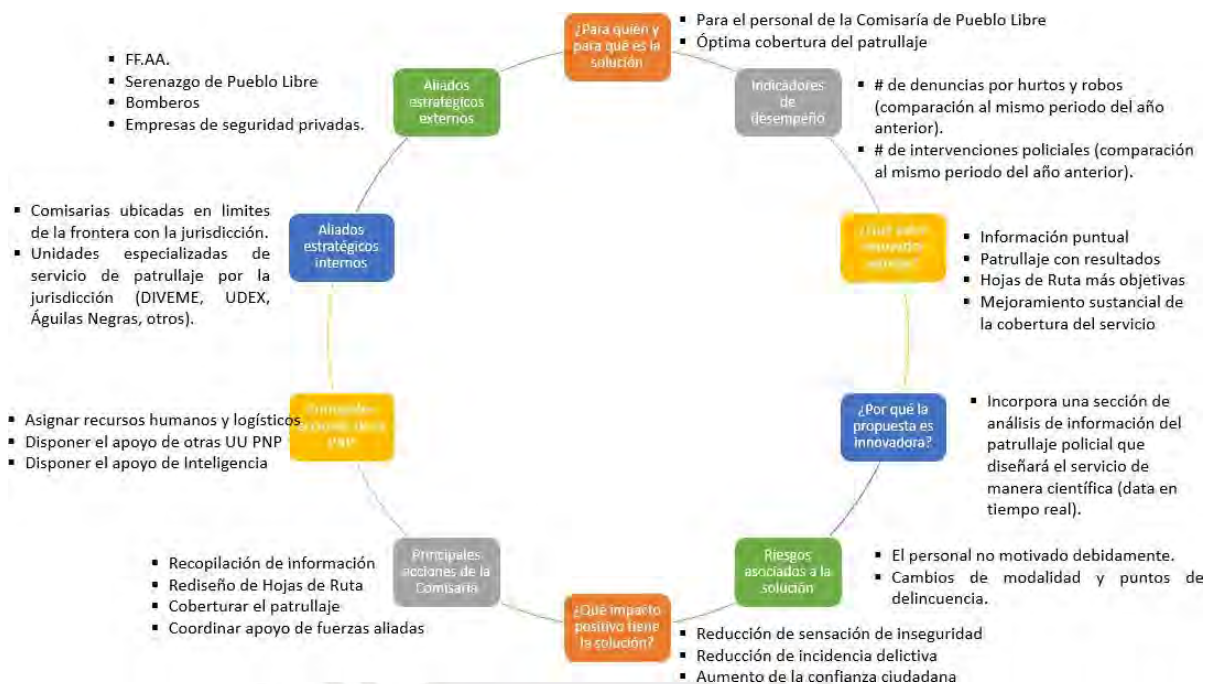 ¿Para quién y
para qué es la
solución
▪ Para el personal de la Comisaría de Pueblo Libre
▪ Óptima cobertura del patrullaje
Indicadores
de
desempeño
▪ # de denuncias por hurtos y robos
(comparación al mismo periodo del año
anterior).
▪ # de intervenciones policiales (comparación
al mismo periodo del año anterior).
▪ Información puntual
▪ Patrullaje con resultados
▪ Hojas de Ruta más objetivas
▪ Mejoramiento sustancial de
la cobertura del servicio
¿Por qué la
propuesta es
innovadora?
▪ Incorpora una sección de
análisis de información del
patrullaje policial que
diseñará el servicio de
manera científica (data en
tiempo real).
Riesgos
asociados a la
solución
▪ El personal no motivado debidamente.
▪ Cambios de modalidad y puntos de
delincuencia.
¿Qué impacto
positivo tiene
la solución?
▪ Reducción de sensación de inseguridad
▪ Reducción de incidencia delictiva
▪ Aumento de la confianza ciudadana
Principales
acciones de la
Comisaría
▪ Recopilación de información
▪ Rediseño de Hojas de Ruta
▪ Coberturar el patrullaje
▪ Coordinar apoyo de fuerzas aliadas
Principales
acciones de la
PNP
▪ Asignar recursos humanos y logísticos
▪ Disponer el apoyo de otras UU PNP
▪ Disponer el apoyo de Inteligencia
Aliados
estratégicos
internos
▪ Comisarias ubicadas en limites
de la frontera con la jurisdicción.
▪ Unidades especializadas de
servicio de patrullaje por la
jurisdicción (DIVEME, UDEX,
Águilas Negras, otros).
Aliados
estratégicos
externos
▪ FF.AA.
▪ Serenazgo de Pueblo Libre
▪ Bomberos
▪ Empresas de seguridad privadas.